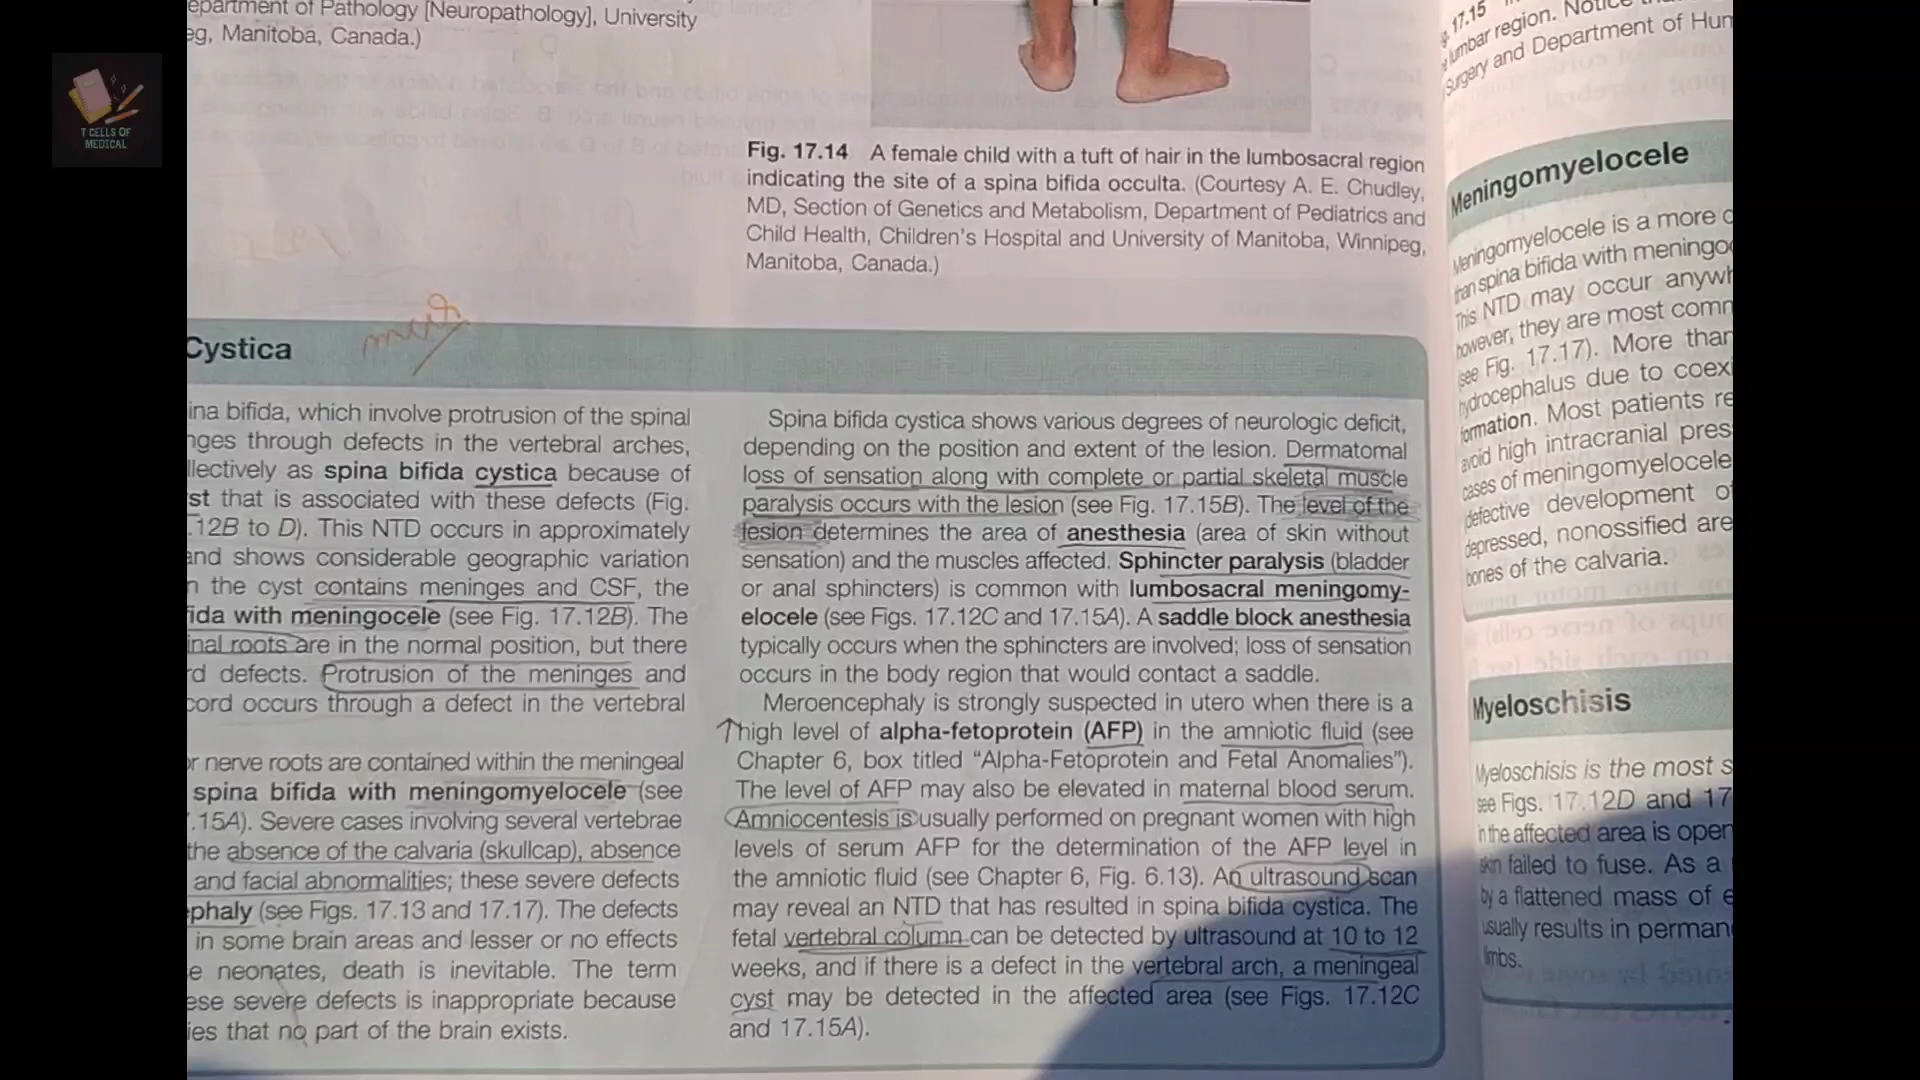 T CELLS OF
MEDICAL
epartment of Pathology [Neuropathology], University
eg, Manitoba, Canada.)
Fig. 17.14 A female child with a tuft of hair in the lumbosacral region
indicating the site of a spina bifida occulta. (Courtesy A. E. Chudley,
MD, Section of Genetics and Metabolism, Department of Pediatrics and
Child Health, Children's Hospital and University of Manitoba, Winnipeg,
Manitoba, Canada.)
Cystica
ina bifida, which involve protrusion of the spinal
nges through defects in the vertebral arches,
llectively as spina bifida cystica because of
st that is associated with these defects (Fig.
.12B to D). This NTD occurs in approximately
and shows considerable geographic variation
n the cyst contains meninges and CSF, the
ida with meningocele (see Fig. 17.12B). The
inal roots are in the normal position, but there
rd defects. Protrusion of the meninges and
cord occurs through a defect in the vertebral
or nerve roots are contained within the meningeal
spina bifida with meningomyelocele (see
.15A). Severe cases involving several vertebrae
the absence of the calvaria (skullcap), absence
and facial abnormalities; these severe defects
phaly (see Figs. 17.13 and 17.17). The defects
in some brain areas and lesser or no effects
e neonates, death is inevitable. The term
ese severe defects is inappropriate because
ies that no part of the brain exists.
Spina bifida cystica shows various degrees of neurologic deficit,
depending on the position and extent of the lesion. Dermatomal
loss of sensation along with complete or partial skeletal muscle
paralysis occurs with the lesion (see Fig. 17.15B). The level of the
lesion determines the area of anesthesia (area of skin without
sensation) and the muscles affected. Sphincter paralysis (bladder
or anal sphincters) is common with lumbosacral meningomy-
elocele (see Figs. 17.12C and 17.15A). A saddle block anesthesia
typically occurs when the sphincters are involved; loss of sensation
occurs in the body region that would contact a saddle.
Meroencephaly is strongly suspected in utero when there is a
high level of alpha-fetoprotein (AFP) in the amniotic fluid (see
Chapter 6, box titled “Alpha-Fetoprotein and Fetal Anomalies”).
The level of AFP may also be elevated in maternal blood serum.
Amniocentesis is usually performed on pregnant women with high
levels of serum AFP for the determination of the AFP level in
the amniotic fluid (see Chapter 6, Fig. 6.13). An ultrasound scan
may reveal an NTD that has resulted in spina bifida cystica. The
fetal vertebral column can be detected by ultrasound at 10 to 12
weeks, and if there is a defect in the vertebral arch, a meningeal
cyst may be detected in the affected area (see Figs. 17.12C
and 17.15A).
17.15
lumbar region. Notice
Surgery and Department of Hum
Meningomyelocele
Meningomyelocele is a more c
than spina bifida with meningoc
This NTD may occur anywh
however, they are most comm
see Fig. 17.17). More than
hydrocephalus due to coexi
formation. Most patients re
avoid high intracranial pres
cases of meningomyelocele
defective development of
depressed, nonossified are
bones of the calvaria.
Myeloschisis
Myeloschisis is the most s
see Figs. 17.12D and 17
in the affected area is open
skin failed to fuse. As a
by a flattened mass of
usually results in perman
limbs.